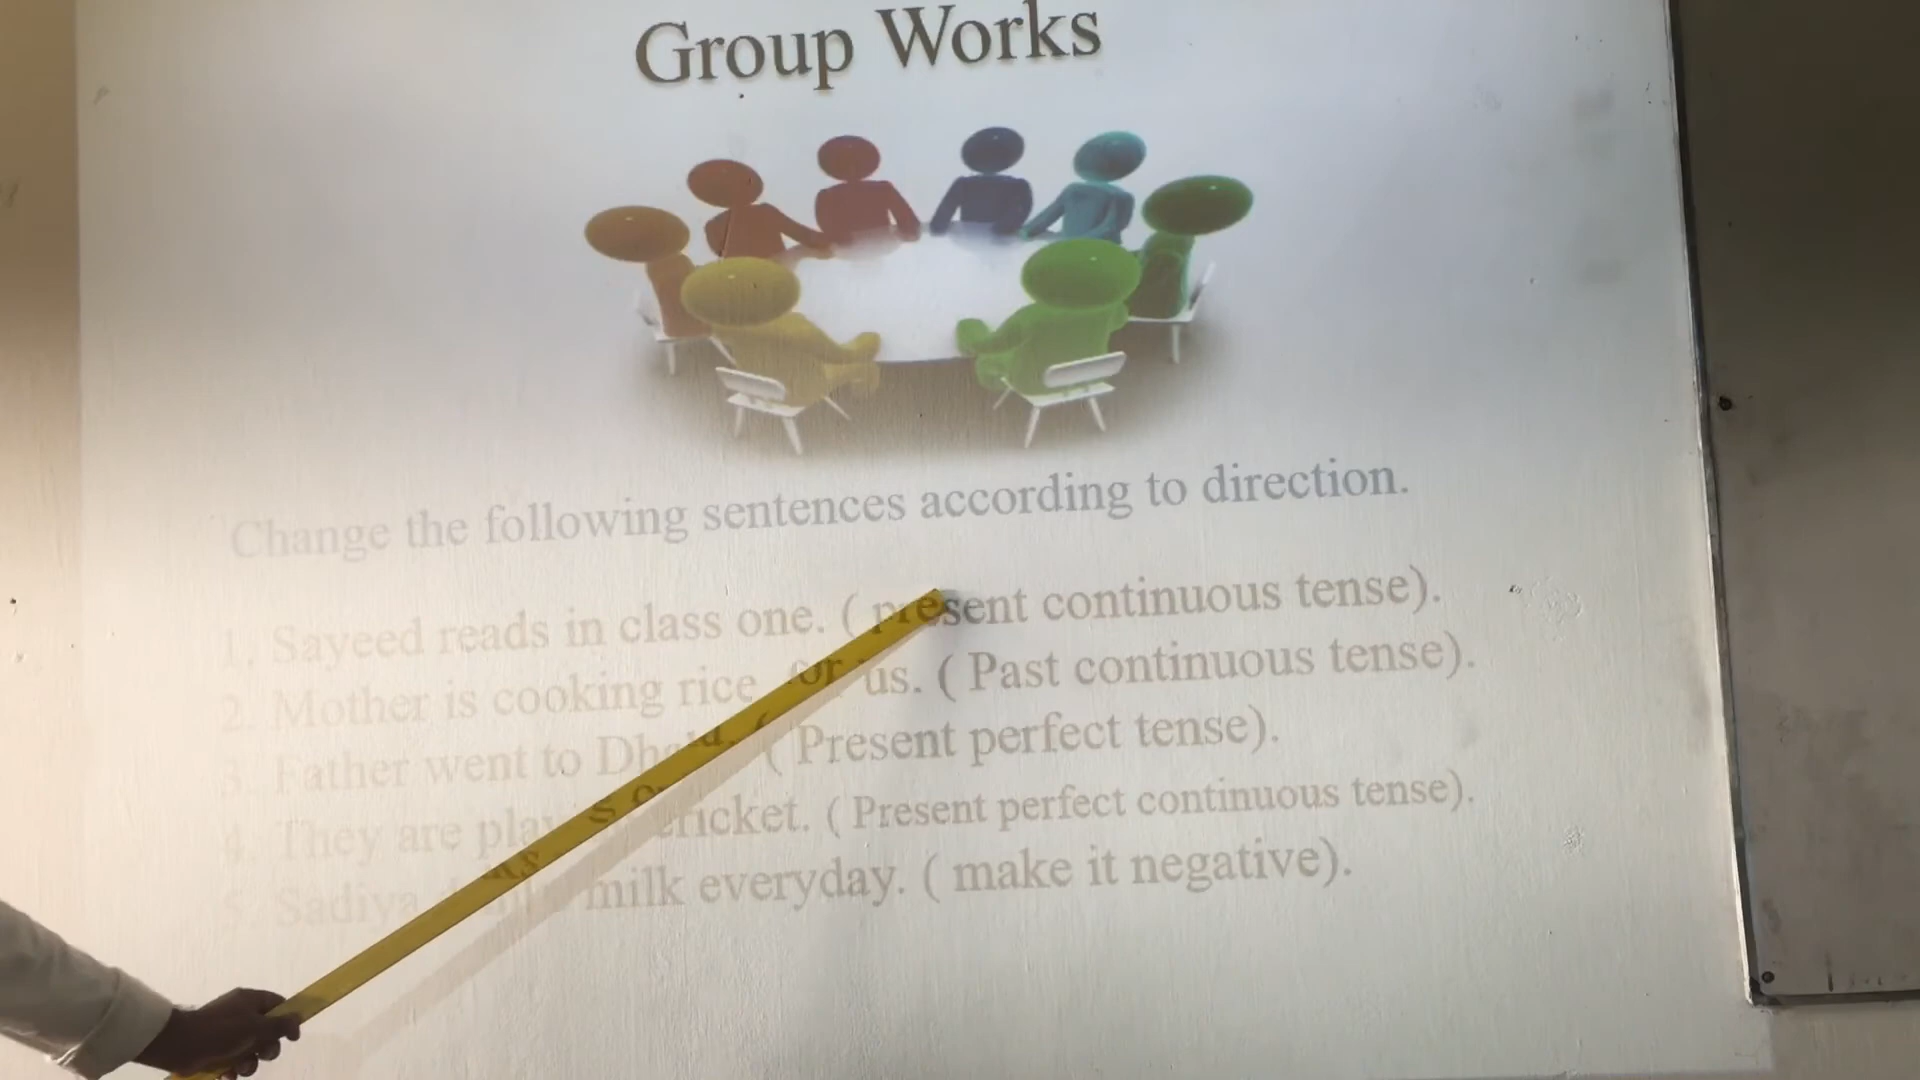 Group Works
Change the following sentences according to direction.
1. Sayeed reads in class one. ( present continuous tense).
2. Mother is cooking rice for us. ( Past continuous tense).
3. Father went to ( Present perfect tense).
4. They are cricket. ( Present perfect continuous tense).
5. Sadiya milk everyday. ( make it negative).